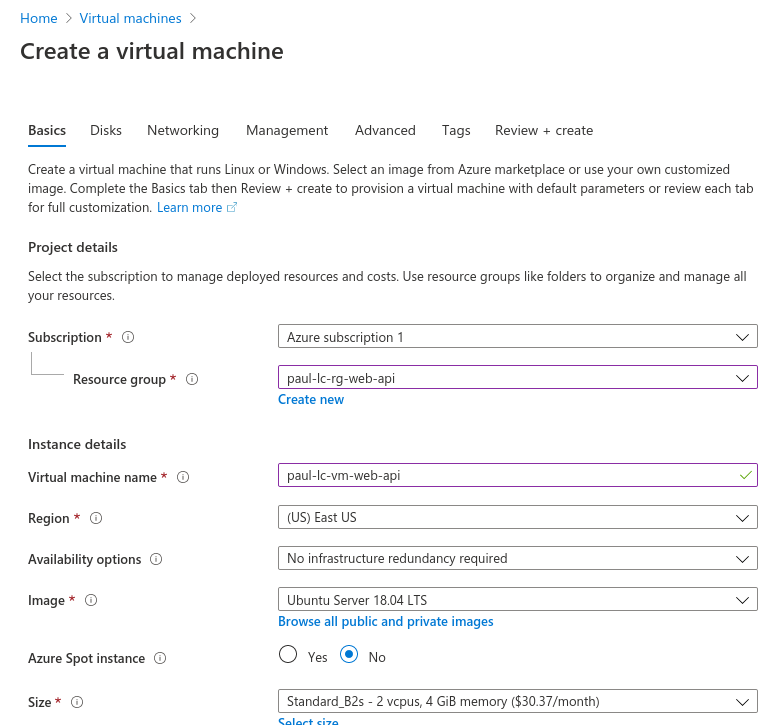 Home > Virtual machines >
Create a virtual machine
Basics Disks Networking Management Advanced Tags Review + create
Create a virtual machine that runs Linux or Windows. Select an image from Azure marketplace or use your own customized
image. Complete the Basics tab then Review + create to provision a virtual machine with default parameters or review each tab
for full customization. Learn more
Project details
Select the subscription to manage deployed resources and costs. Use resource groups like folders to organize and manage all
your resources.
Subscription * Azure subscription 1
Resource group * paul-lc-rg-web-api
Create new
Instance details
Virtual machine name * paul-lc-vm-web-api
Region * (US) East US
Availability options No infrastructure redundancy required
Image * Ubuntu Server 18.04 LTS
Browse all public and private images
Azure Spot instance Yes No
Size * Standard_B2s - 2 vcpus, 4 GiB memory ($30.37/month)
Select size